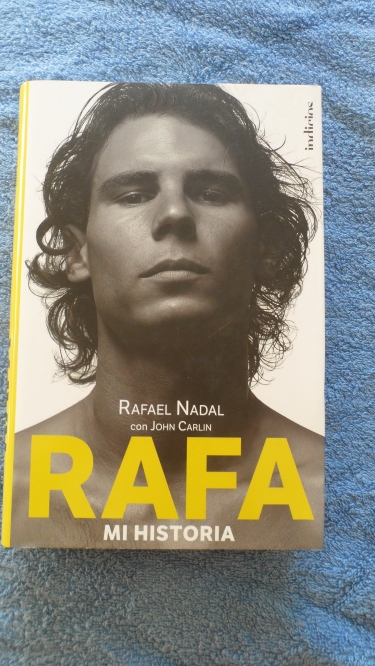 indicios
RAFAEL NADAL
CON JOHN CARLIN
RAFA
MI HISTORIA